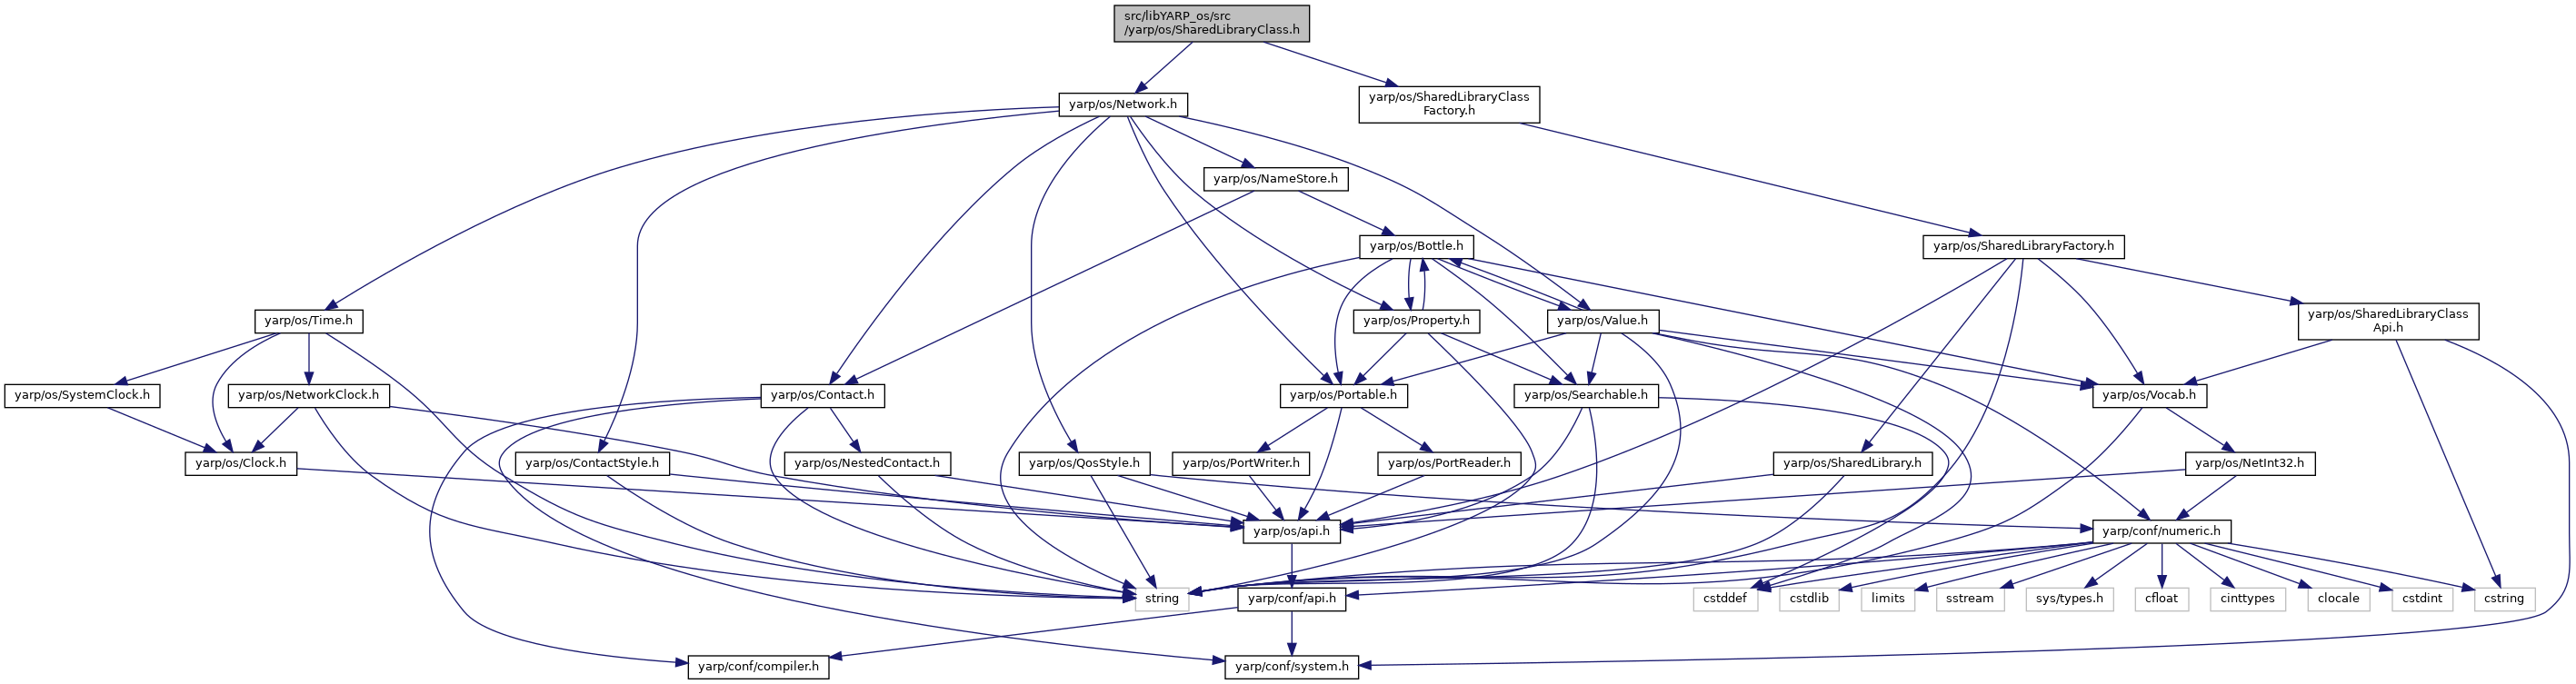 src/libYARP_os/src
/yarp/os/SharedLibraryClass.h
yarp/os/Network.h
yarp/os/SharedLibraryClass
Factory.h
yarp/os/NameStore.h
yarp/os/Bottle.h
yarp/os/SharedLibraryFactory.h
yarp/os/Time.h
yarp/os/Property.h
yarp/os/Value.h
yarp/os/SharedLibraryClass
Api.h
yarp/os/SystemClock.h
yarp/os/NetworkClock.h
yarp/os/Contact.h
yarp/os/Portable.h
yarp/os/Searchable.h
yarp/os/Vocab.h
yarp/os/Clock.h
yarp/os/ContactStyle.h
yarp/os/NestedContact.h
yarp/os/QosStyle.h
yarp/os/PortWriter.h
yarp/os/PortReader.h
yarp/os/SharedLibrary.h
yarp/os/NetInt32.h
yarp/os/api.h
yarp/conf/numeric.h
string
yarp/conf/api.h
cstddef
cstdlib
limits
sstream
sys/types.h
cfloat
cinttypes
clocale
cstdint
cstring
yarp/conf/compiler.h
yarp/conf/system.h